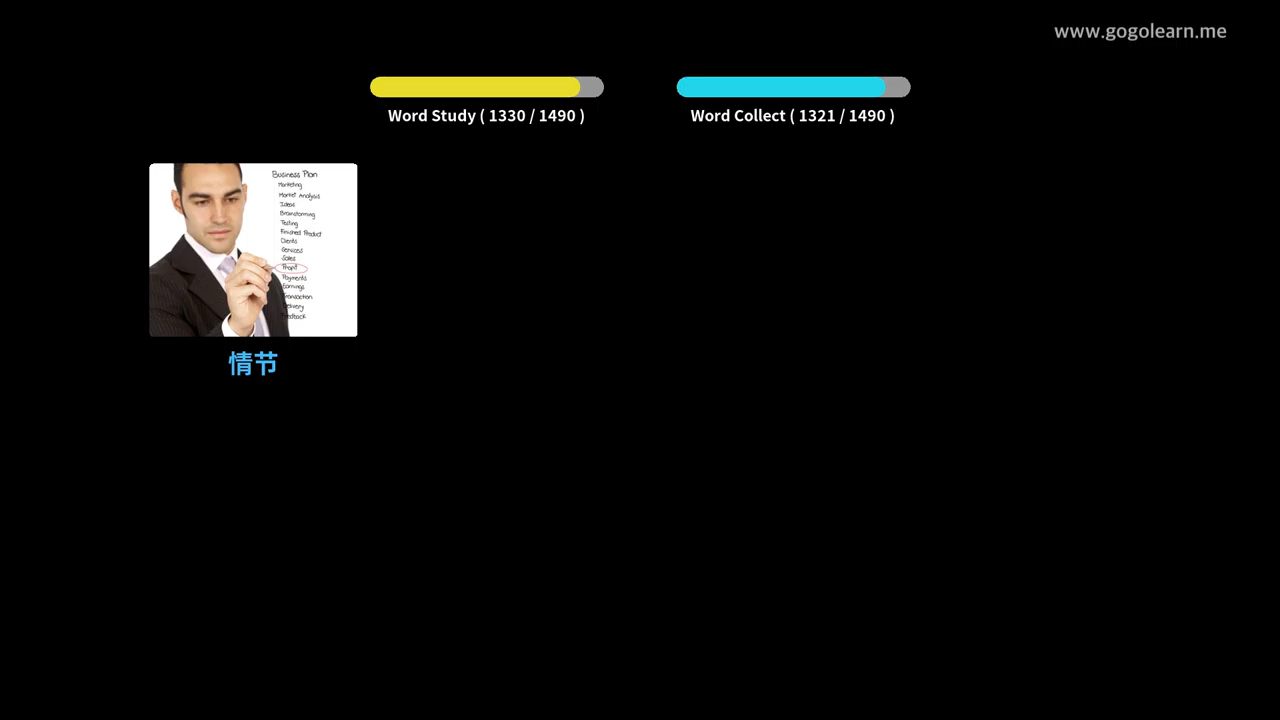 www.gogolearn.me
Word Study ( 1330 / 1490 )
Word Collect ( 1321 / 1490 )
Business Plan
Marketing
Market Analysis
Ideas
Brainstorming
Testing
Finished Product
Clients
Services
Sales
Profit
Payments
Earnings
Transaction
Delivery
Feedback
情节